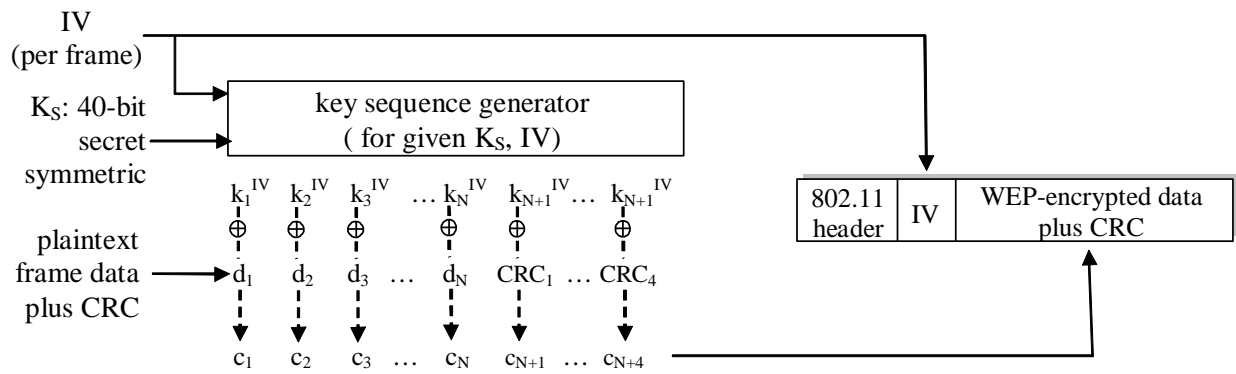 IV
(per frame)
K_S: 40-bit
secret
symmetric
key sequence generator
( for given K_S, IV)
k_1^IV k_2^IV k_3^IV … k_N^IV k_N+1^IV … k_N+1^IV
⊕ ⊕ ⊕ ⊕ ⊕ ⊕
plaintext
frame data
plus CRC
d_1 d_2 d_3 … d_N CRC_1 … CRC_4
c_1 c_2 c_3 … c_N c_N+1 … c_N+4
802.11
header
IV
WEP-encrypted data
plus CRC